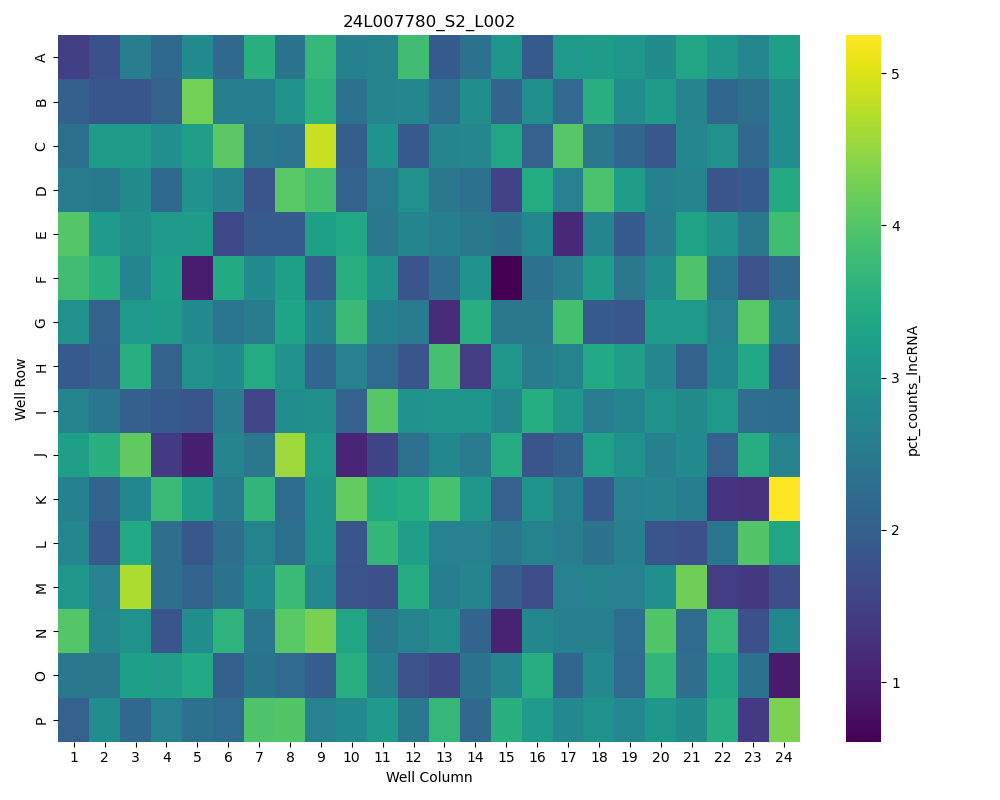 24L007780_S2_L002
A
B
C
D
E
F
G
H
I
J
K
L
M
N
O
P
Well Row
1 2 3 4 5 6 7 8 9 10 11 12 13 14 15 16 17 18 19 20 21 22 23 24
Well Column
5
4
3
2
1
pct_counts_lncRNA